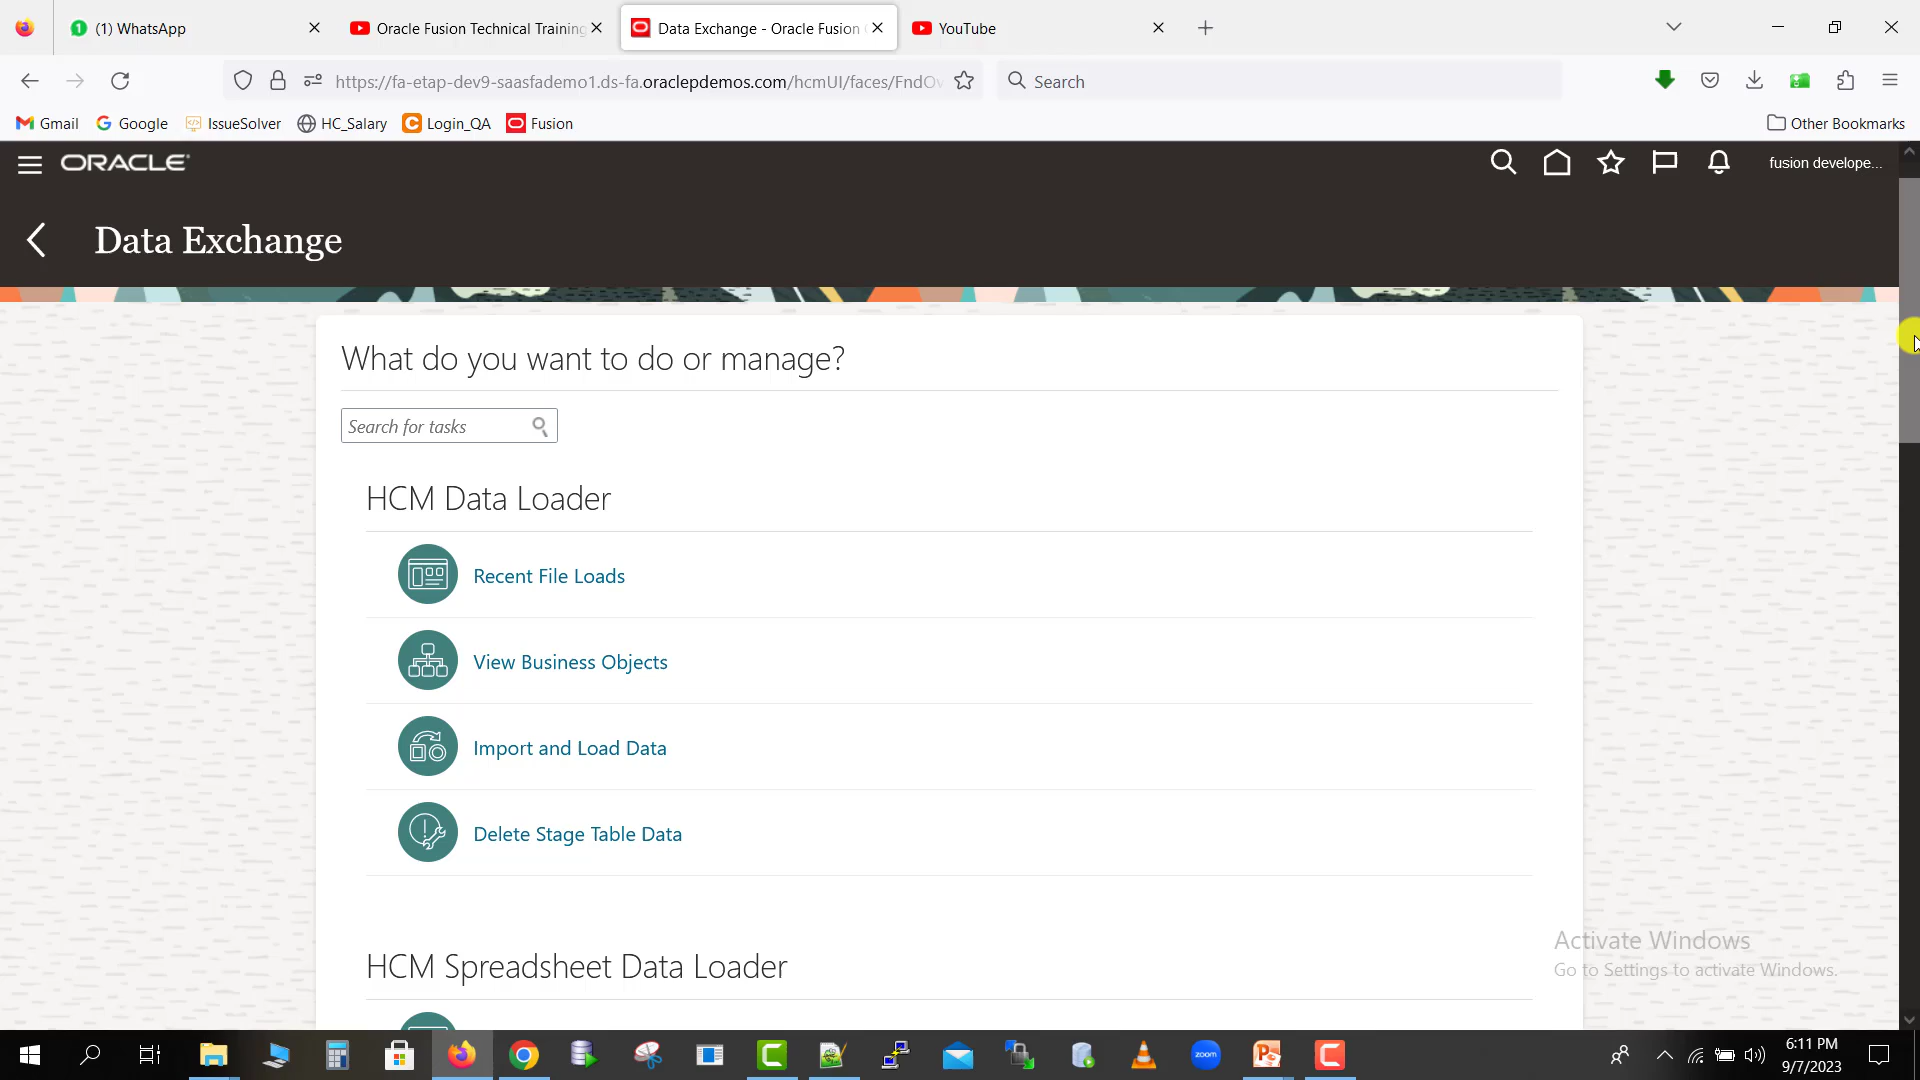 (1) WhatsApp
Oracle Fusion Technical Training
Data Exchange - Oracle Fusion
YouTube
https://fa-etap-dev9-saasfademo1.ds-fa.oraclepdemos.com/hcmUI/faces/FndOv
Search
Gmail
Google
IssueSolver
HC_Salary
Login_QA
Fusion
Other Bookmarks
ORACLE
fusion develope...
Data Exchange
What do you want to do or manage?
Search for tasks
HCM Data Loader
Recent File Loads
View Business Objects
Import and Load Data
Delete Stage Table Data
HCM Spreadsheet Data Loader
Activate Windows
Go to Settings to activate Windows.
zoom
6:11 PM
9/7/2023